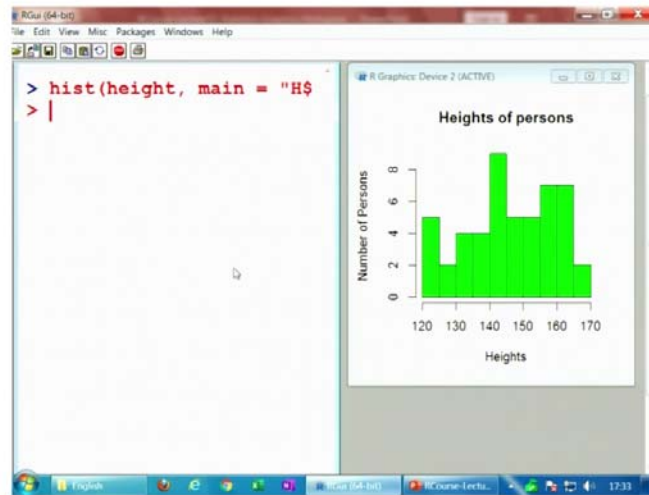 RGui (64-bit)
File Edit View Misc Packages Windows Help
> hist(height, main = "H$
>
R Graphics: Device 2 (ACTIVE)
Heights of persons
Number of Persons
8
6
4
2
0
120 130 140 150 160 170
Heights
English
RGui (64-bit)
RCourse-Lectu...
17:33